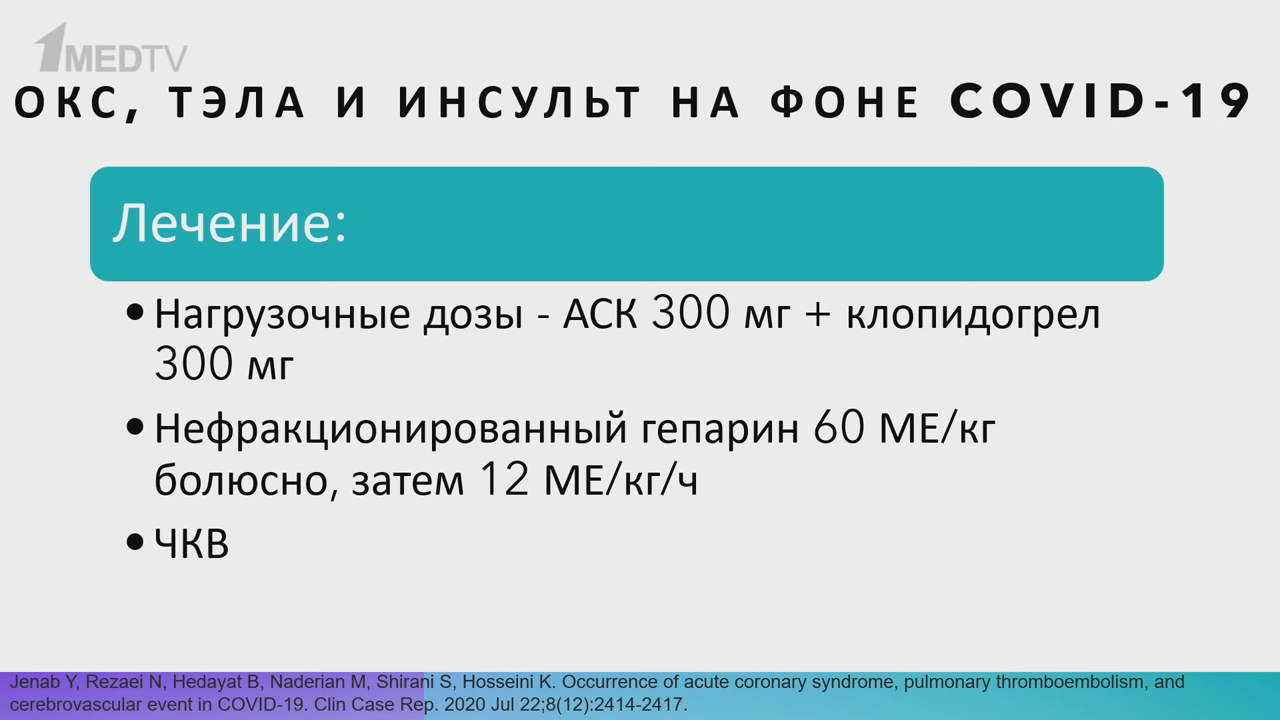 1MEDTV
ОКС, ТЭЛА И ИНСУЛЬТ НА ФОНЕ COVID-19
Лечение:
•Нагрузочные дозы - АСК 300 мг + клопидогрел
300 мг
•Нефракционированный гепарин 60 МЕ/кг
болюсно, затем 12 МЕ/кг/ч
•ЧКВ
Jenab Y, Rezaei N, Hedayat B, Naderian M, Shirani S, Hosseini K. Occurrence of acute coronary syndrome, pulmonary thromboembolism, and
cerebrovascular event in COVID-19. Clin Case Rep. 2020 Jul 22;8(12):2414-2417.